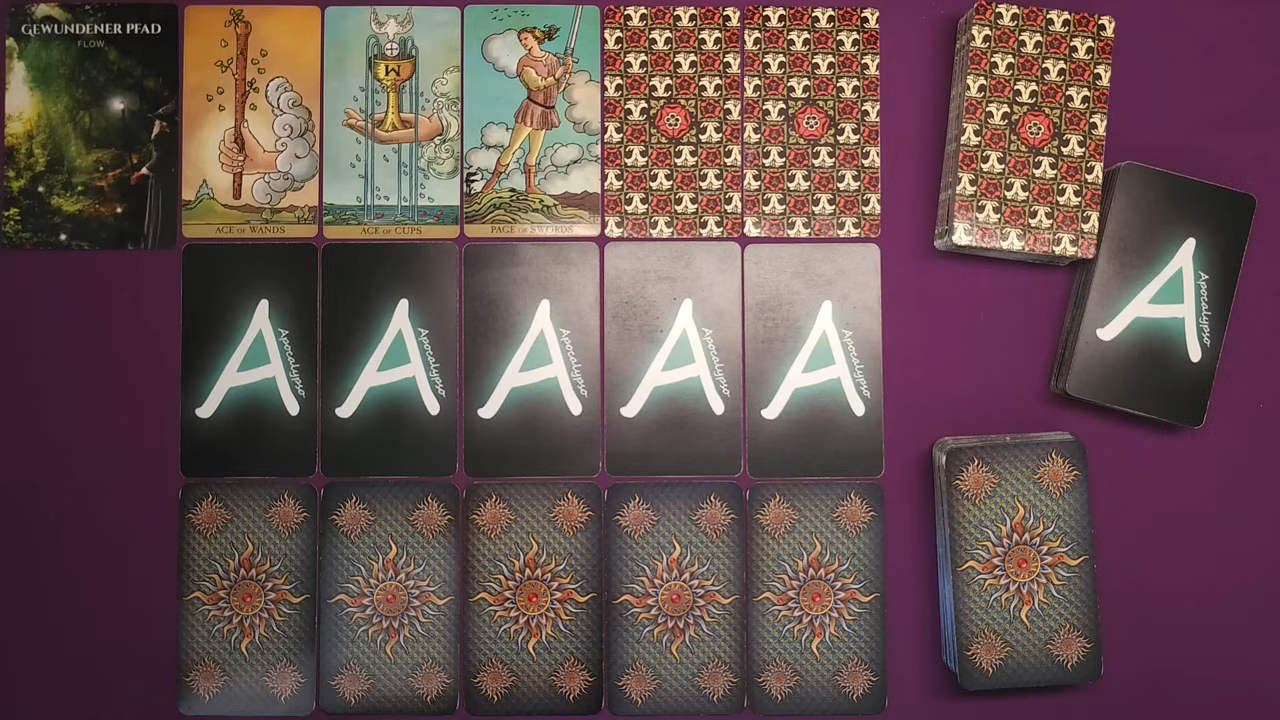 GEWUNDENER PFAD
FLOW
ACE OF WANDS
ACE OF CUPS
PAGE OF SWORDS
A
Apocalypso
A
Apocalypso
A
Apocalypso
A
Apocalypso
A
Apocalypso
A
Apocalypso